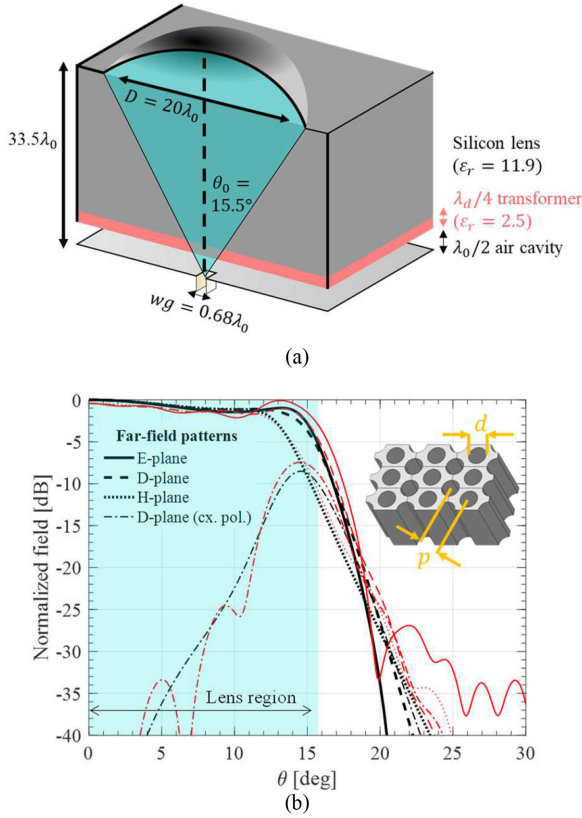 33.5λ₀
D = 20λ₀
θ₀ =
15.5°
Silicon lens
(εᵣ = 11.9)
λ_d/4 transformer
(εᵣ = 2.5)
λ₀/2 air cavity
wg = 0.68λ₀
(a)
Normalized field [dB]
0
-5
-10
-15
-20
-25
-30
-35
-40
Far-field patterns
E-plane
D-plane
H-plane
D-plane (cx. pol.)
d
p
Lens region
0
5
10
15
20
25
30
θ [deg]
(b)